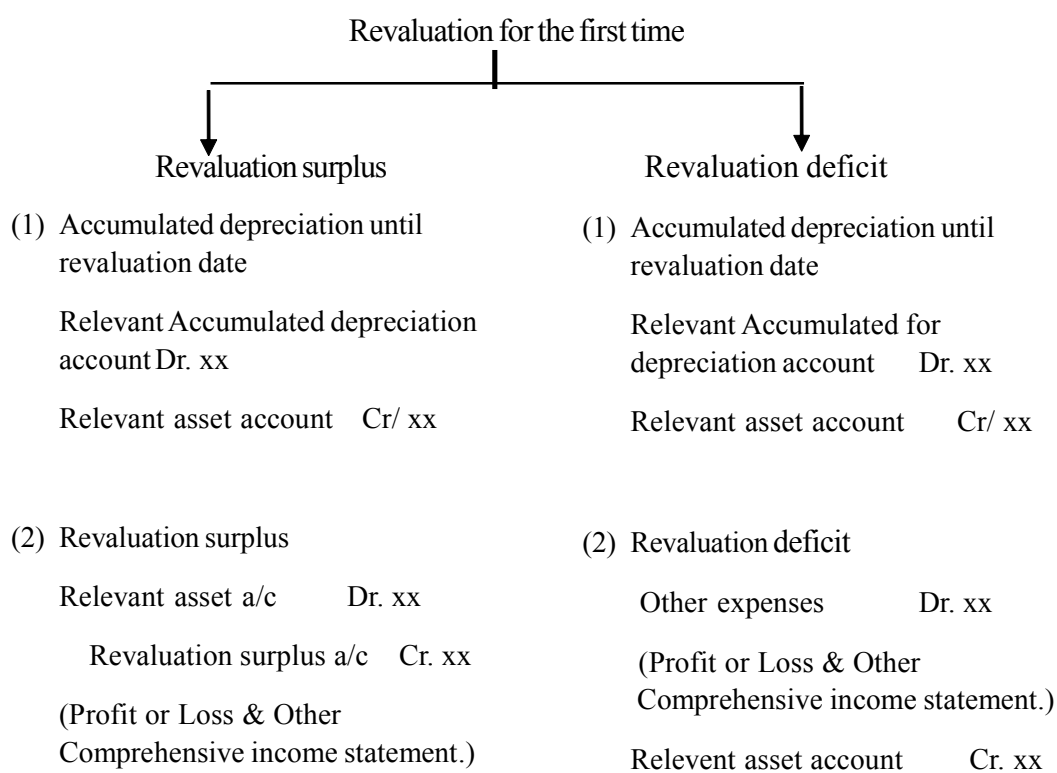 Revaluation for the first time
Revaluation surplus
(1) Accumulated depreciation until
revaluation date
Relevant Accumulated depreciation
account Dr. xx
Relevant asset account Cr/ xx
(2) Revaluation surplus
Relevant asset a/c Dr. xx
Revaluation surplus a/c Cr. xx
(Profit or Loss & Other
Comprehensive income statement.)
Revaluation deficit
(1) Accumulated depreciation until
revaluation date
Relevant Accumulated for
depreciation account Dr. xx
Relevant asset account Cr/ xx
(2) Revaluation deficit
Other expenses Dr. xx
(Profit or Loss & Other
Comprehensive income statement.)
Relevent asset account Cr. xx